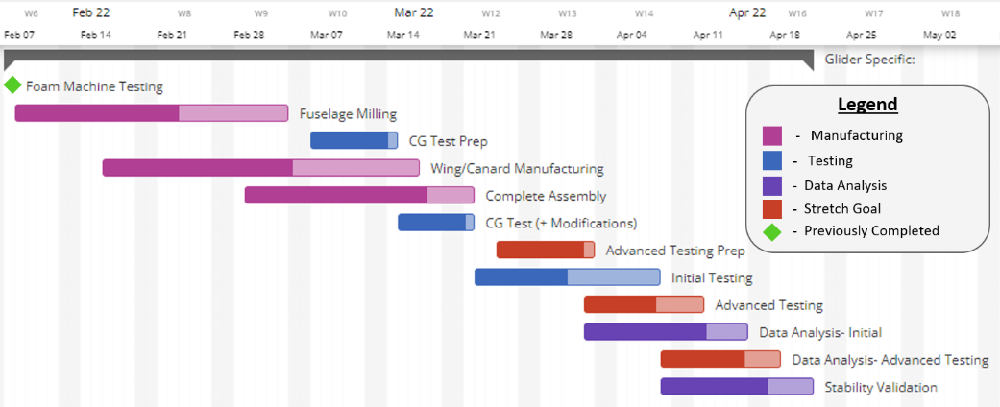 W6 Feb 22 W8 W9 W10 Mar 22 W12 W13 W14 Apr 22 W16 W17 W18
Feb 07 Feb 14 Feb 21 Feb 28 Mar 07 Mar 14 Mar 21 Mar 28 Apr 04 Apr 11 Apr 18 Apr 25 May 02
Glider Specific:
Foam Machine Testing
Fuselage Milling
CG Test Prep
Wing/Canard Manufacturing
Complete Assembly
CG Test (+ Modifications)
Advanced Testing Prep
Initial Testing
Advanced Testing
Data Analysis- Initial
Data Analysis- Advanced Testing
Stability Validation
Legend
- Manufacturing
- Testing
- Data Analysis
- Stretch Goal
- Previously Completed